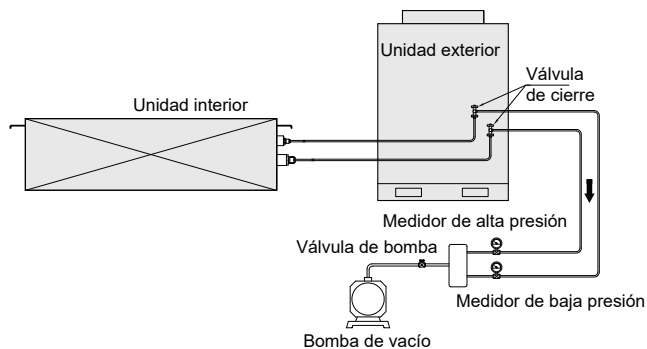 Unidad exterior
Válvula
de cierre
Unidad interior
Medidor de alta presión
Válvula de bomba
Medidor de baja presión
Bomba de vacío